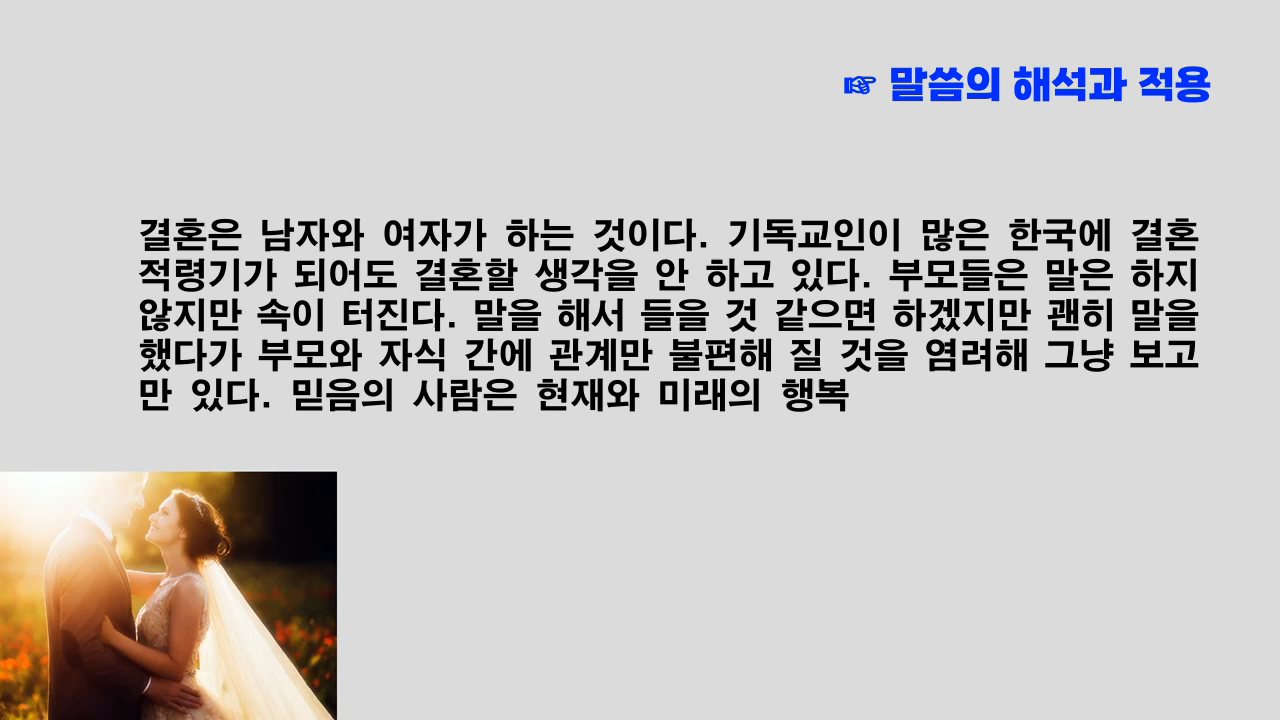 ☞ 말씀의 해석과 적용
결혼은 남자와 여자가 하는 것이다. 기독교인이 많은 한국에 결혼
적령기가 되어도 결혼할 생각을 안 하고 있다. 부모들은 말은 하지
않지만 속이 터진다. 말을 해서 들을 것 같으면 하겠지만 괜히 말을
했다가 부모와 자식 간에 관계만 불편해 질 것을 염려해 그냥 보고
만 있다. 믿음의 사람은 현재와 미래의 행복